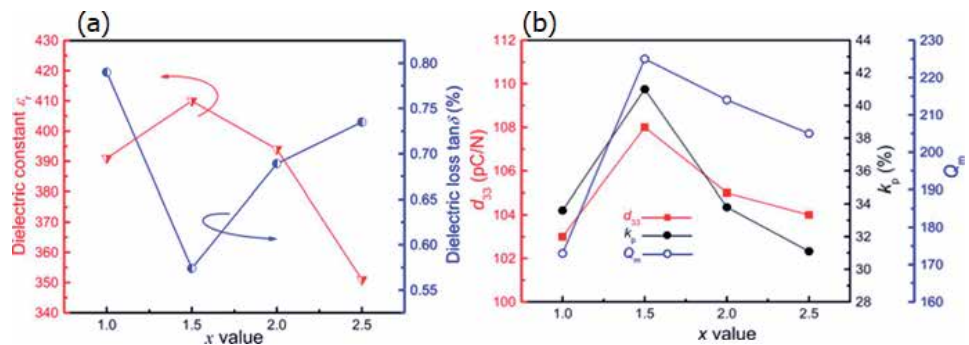 (a)
430
420
410
400
390
380
370
360
350
340
Dielectric constant εr
0.80
0.75
0.70
0.65
0.60
0.55
Dielectric loss tanδ (%)
1.0 1.5 2.0 2.5
x value
(b)
112
110
108
106
104
102
100
d33 (pC/N)
44
42
40
38
36
34
32
30
28
kp (%)
230
220
210
200
190
180
170
160
Qm
d33
kp
Qm
1.0 1.5 2.0 2.5
x value